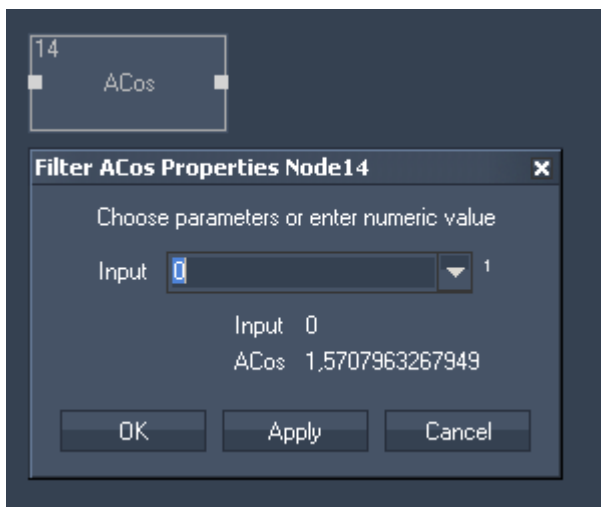 14
ACos
Filter ACos Properties Node14
Choose parameters or enter numeric value
Input 0 1
Input 0
ACos 1,5707963267949
OK Apply Cancel